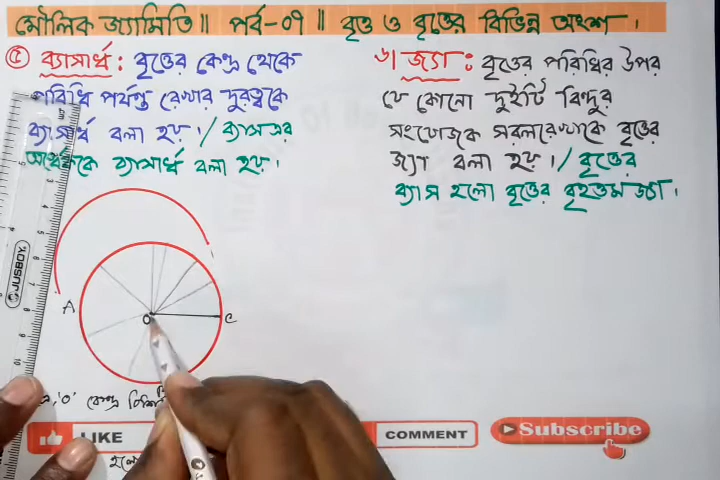 মৌলিক জ্যামিতি॥ পর্ব-০৭॥ বৃত্ত ও বৃত্তের বিভিন্ন অংশ।
৫ ব্যাসার্ধ: বৃত্তের কেন্দ্র থেকে
পরিধি পর্যন্ত রেখার দুরত্বকে
ব্যাসার্ধ বলা হয়।/ব্যাসের
অর্ধেককে ব্যাসার্ধ বলা হয়।
৬। জ্যা: বৃত্তের পরিধির উপর
যে কোনো দুইটি বিন্দুর
সংযোজক সরলরেখাকে বৃত্তের
জ্যা বলা হয়।/বৃত্তের
ব্যাস হলো বৃত্তের বৃহত্তম জ্যা।
A
O
C
'O' কেন্দ্র
JUSBOY
LIKE
COMMENT
Subscribe